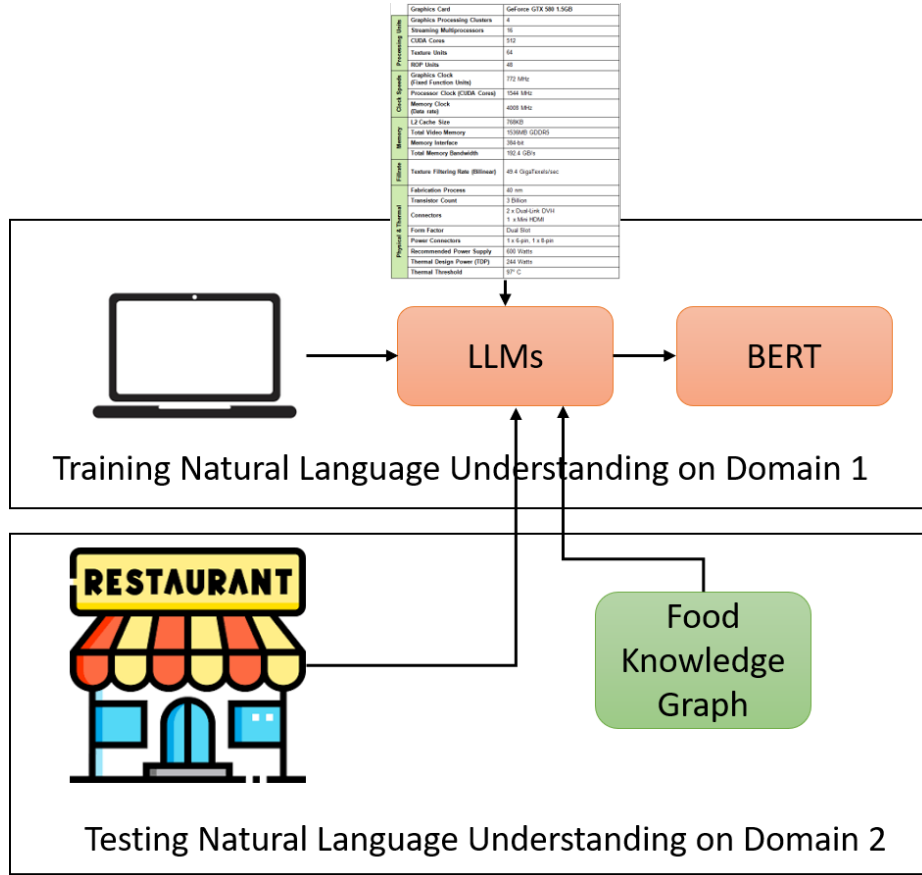 Graphics Card GeForce GTX 580 1.5GB
Processing Units
Graphics Processing Clusters 4
Streaming Multiprocessors 16
CUDA Cores 512
Texture Units 64
ROP Units 48
Clock Speeds
Graphics Clock
(Fixed Function Units) 772 MHz
Processor Clock (CUDA Cores) 1544 MHz
Memory Clock
(Data rate) 4008 MHz
Memory
L2 Cache Size 768KB
Total Video Memory 1536MB GDDR5
Memory Interface 384-bit
Total Memory Bandwidth 192.4 GB/s
Fillrate
Texture Filtering Rate (Bilinear) 49.4 GigaTexels/sec
Physical & Thermal
Fabrication Process 40 nm
Transistor Count 3 Billion
Connectors 2 x Dual-Link DVI-I
1 x Mini HDMI
Form Factor Dual Slot
Power Connectors 1 x 6-pin, 1 x 8-pin
Recommended Power Supply 600 Watts
Thermal Design Power (TDP) 244 Watts
Thermal Threshold 97° C
LLMs
BERT
Training Natural Language Understanding on Domain 1
RESTAURANT
Food
Knowledge
Graph
Testing Natural Language Understanding on Domain 2